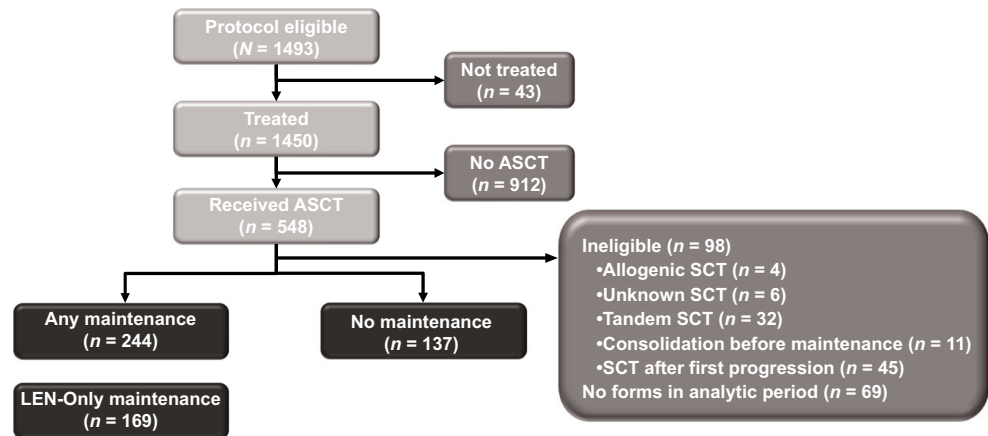 Protocol eligible
(N = 1493)
Not treated
(n = 43)
Treated
(n = 1450)
No ASCT
(n = 912)
Received ASCT
(n = 548)
Ineligible (n = 98)
•Allogenic SCT (n = 4)
•Unknown SCT (n = 6)
•Tandem SCT (n = 32)
•Consolidation before maintenance (n = 11)
•SCT after first progression (n = 45)
No forms in analytic period (n = 69)
Any maintenance
(n = 244)
No maintenance
(n = 137)
LEN-Only maintenance
(n = 169)